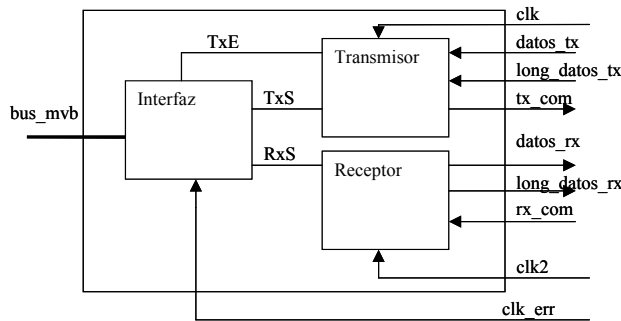 clk
TxE
Transmisor
datos_tx
long_datos_tx
Interfaz
TxS
tx_com
bus_mvb
datos_rx
RxS
Receptor
long_datos_rx
rx_com
clk2
clk_err